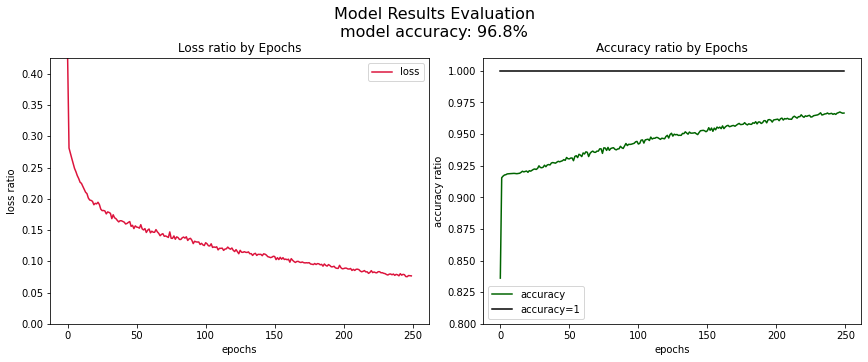 Model Results Evaluation
model accuracy: 96.8%
Loss ratio by Epochs
loss
loss ratio
0.40
0.35
0.30
0.25
0.20
0.15
0.10
0.05
0.00
0 50 100 150 200 250
epochs
Accuracy ratio by Epochs
accuracy ratio
1.000
0.975
0.950
0.925
0.900
0.875
0.850
0.825
0.800
accuracy
accuracy=1
0 50 100 150 200 250
epochs